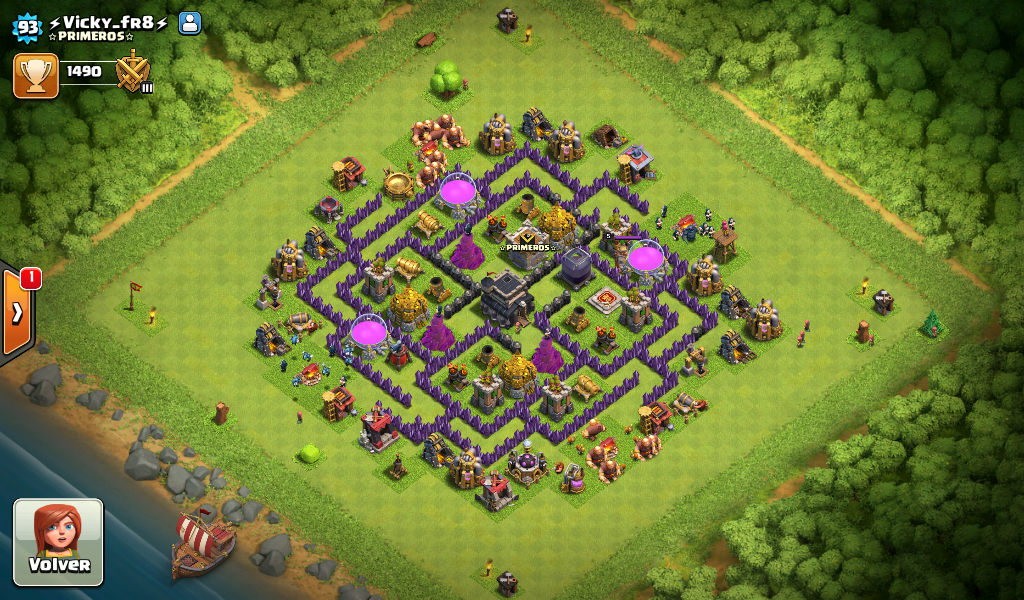 93
⚡Vicky_fr8⚡
☆PRIMEROS☆
1490
III
☆PRIMEROS☆
1
Volver